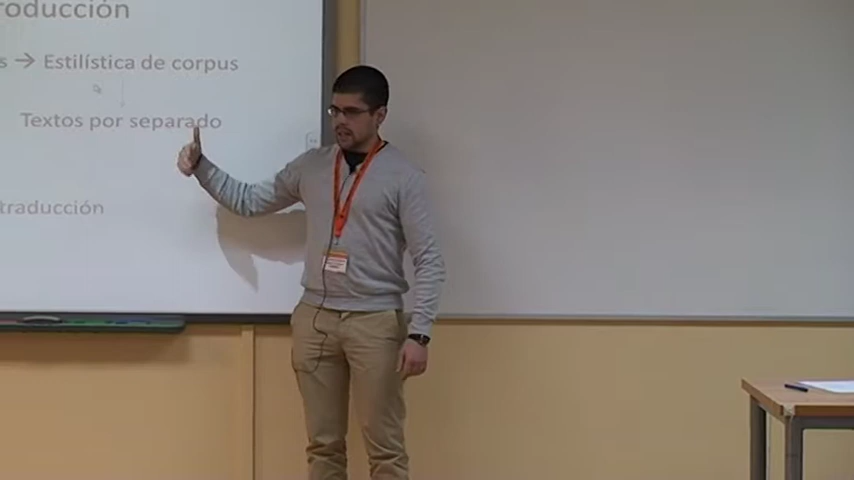 roducción
s → Estilística de corpus
Textos por separado
traducción